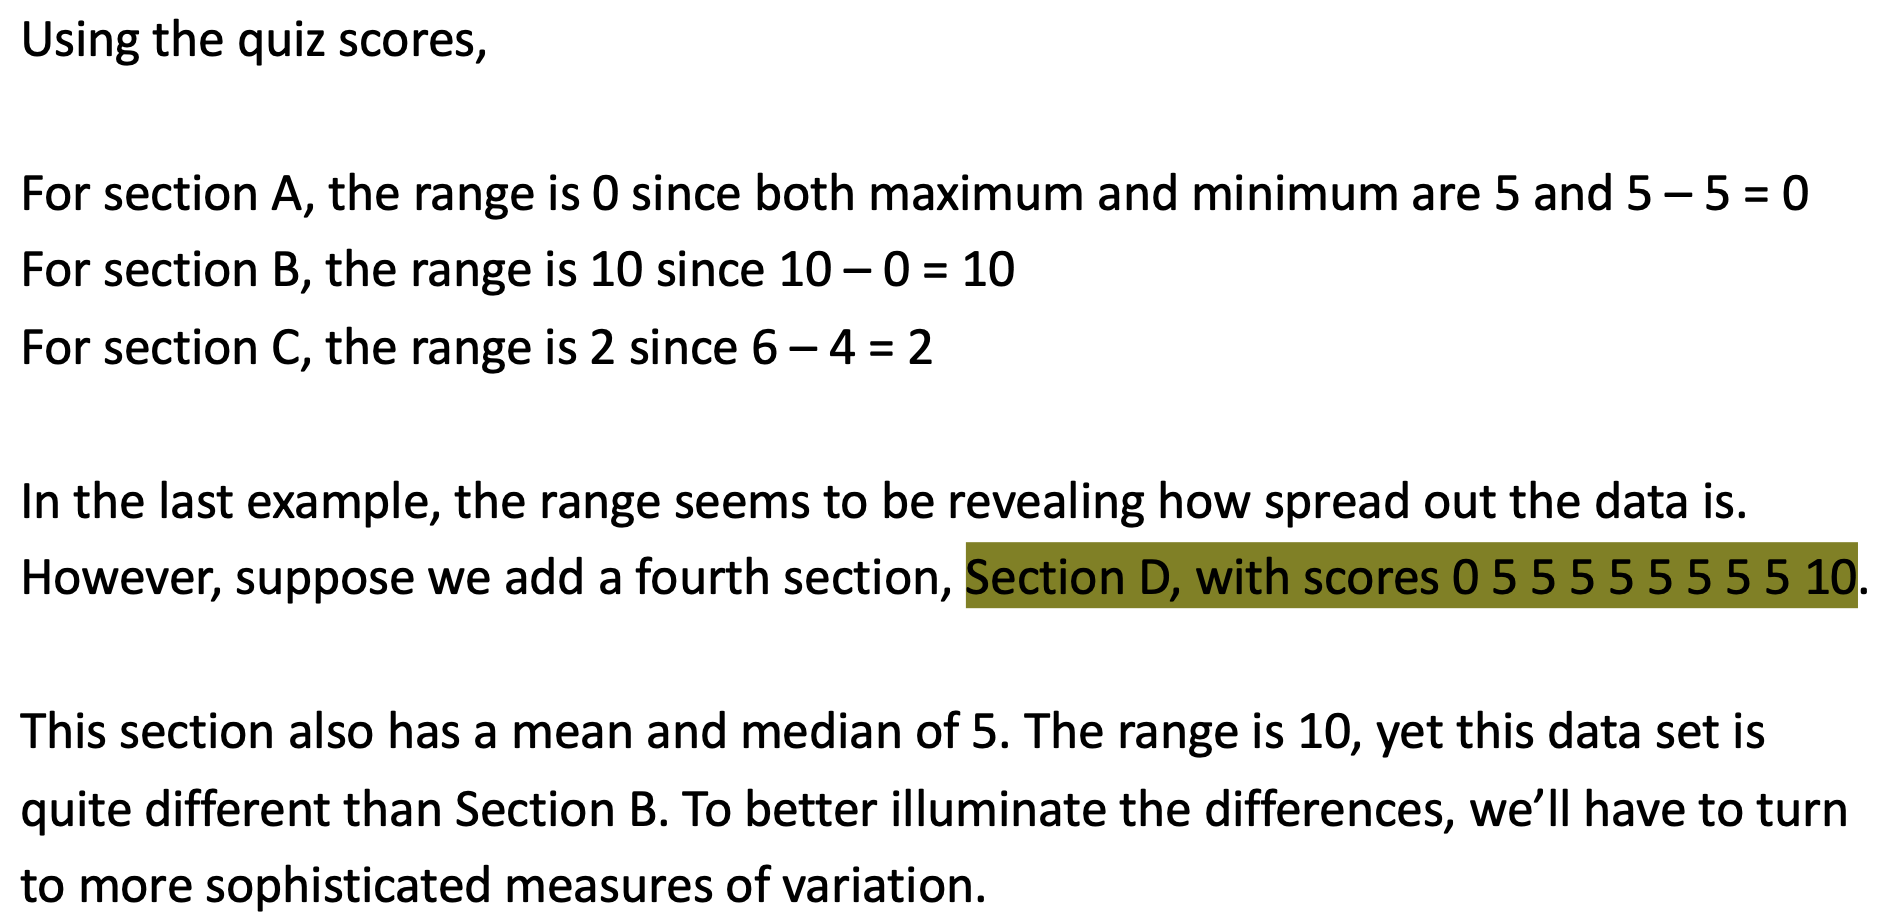 Using the quiz scores,
For section A, the range is 0 since both maximum and minimum are 5 and 5 – 5 = 0
For section B, the range is 10 since 10 – 0 = 10
For section C, the range is 2 since 6 – 4 = 2
In the last example, the range seems to be revealing how spread out the data is.
However, suppose we add a fourth section, Section D, with scores 0 5 5 5 5 5 5 5 5 10.
This section also has a mean and median of 5. The range is 10, yet this data set is
quite different than Section B. To better illuminate the differences, we’ll have to turn
to more sophisticated measures of variation.